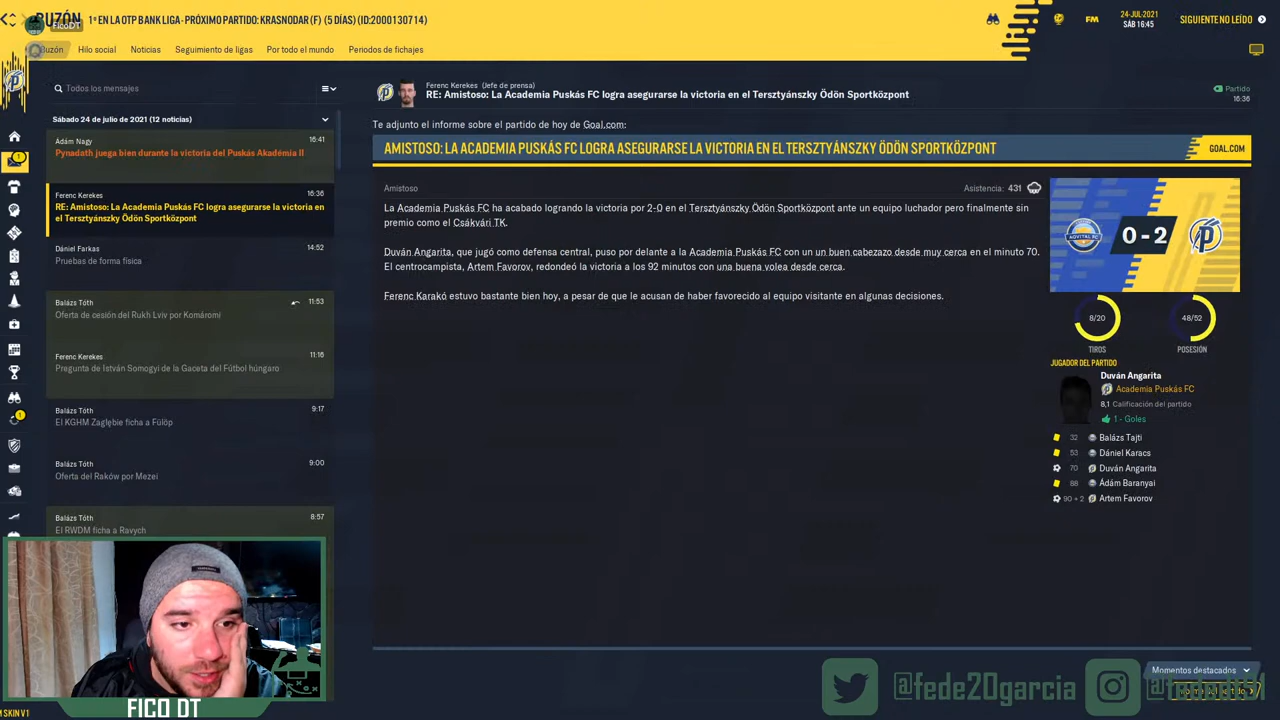 BUZÓN
1º EN LA OTP BANK LIGA - PRÓXIMO PARTIDO: KRASNODAR (F) (5 DÍAS) (ID:2000130714)
FicoDT
FM
24-JUL-2021
SÁB 16:45
SIGUIENTE NO LEÍDO
Buzón
Hilo social
Noticias
Seguimiento de ligas
Por todo el mundo
Periodos de fichajes
Todos los mensajes
Sábado 24 de julio de 2021 (12 noticias)
Ádám Nagy
16:41
Pynadath juega bien durante la victoria del Puskás Akadémia II
Ferenc Kerekes
16:36
RE: Amistoso: La Academia Puskás FC logra asegurarse la victoria en
el Tersztyánszky Ödön Sportközpont
Dániel Farkas
14:52
Pruebas de forma física
Balázs Tóth
11:53
Oferta de cesión del Rukh Lviv por Komáromi
Ferenc Kerekes
11:16
Pregunta de István Somogyi de la Gaceta del Fútbol húngaro
Balázs Tóth
9:17
El KGHM Zagłębie ficha a Fülöp
Balázs Tóth
9:00
Oferta del Raków por Mezei
Balázs Tóth
8:57
El RWDM ficha a Ravych
Ferenc Kerekes (Jefe de prensa)
RE: Amistoso: La Academia Puskás FC logra asegurarse la victoria en el Tersztyánszky Ödön Sportközpont
Partido
16:36
Te adjunto el informe sobre el partido de hoy de Goal.com:
AMISTOSO: LA ACADEMIA PUSKÁS FC LOGRA ASEGURARSE LA VICTORIA EN EL TERSZTYÁNSZKY ÖDÖN SPORTKÖZPONT
GOAL.COM
Amistoso
Asistencia: 431
La Academia Puskás FC ha acabado logrando la victoria por 2-0 en el Tersztyánszky Ödön Sportközpont ante un equipo luchador pero finalmente sin
premio como el Csákvári TK.
Duván Angarita, que jugó como defensa central, puso por delante a la Academia Puskás FC con un un buen cabezazo desde muy cerca en el minuto 70.
El centrocampista, Artem Favorov, redondeó la victoria a los 92 minutos con una buena volea desde cerca.
Ferenc Karakó estuvo bastante bien hoy, a pesar de que le acusan de haber favorecido al equipo visitante en algunas decisiones.
AQVITAL FC
0 - 2
8/20
48/52
TIROS
POSESIÓN
JUGADOR DEL PARTIDO
Duván Angarita
Academia Puskás FC
8,1 Calificación del partido
1 - Goles
32 Balázs Tajti
53 Dániel Karacs
70 Duván Angarita
88 Ádám Baranyai
90 + 2 Artem Favorov
Momentos destacados
@fede20garcia
FICO DT
SKIN V1